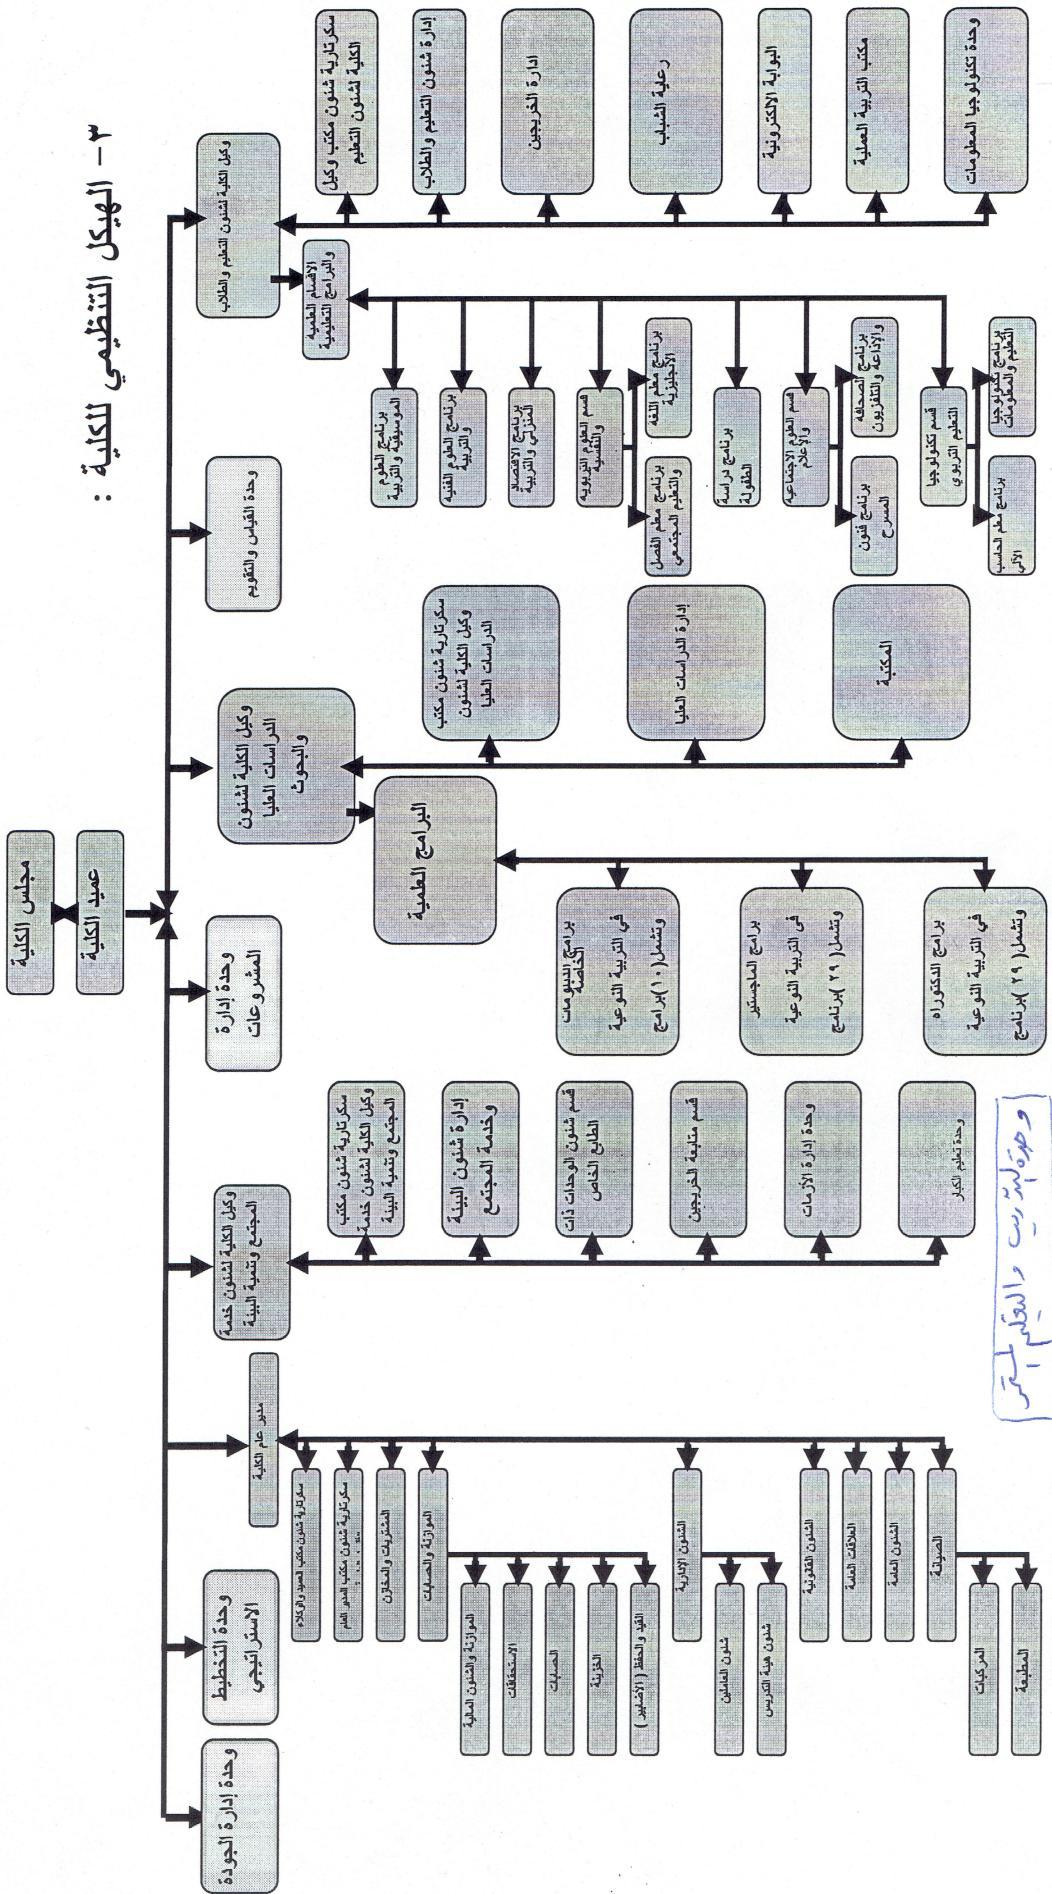 ٣- الهيكل التنظيمي للكلية :
مجلس الكلية
عميد الكلية
وكيل الكلية لشئون التعليم والطلاب
وحدة القياس والتقويم
وكيل الكلية لشئون
الدراسات العليا
والبحوث
وحدة إدارة
المشروعات
وكيل الكلية لشئون خدمة
المجتمع وتنمية البيئة
مدير عام الكلية
وحدة التخطيط
الاستراتيجي
وحدة إدارة الجودة
سكرتارية شئون مكتب وكيل
الكلية لشئون التعليم
إدارة شئون التعليم والطلاب
ادارة الخريجين
رعاية الشباب
البوابة الالكترونية
مكتب التربية العملية
وحدة تكنولوجيا المعلومات
الاقسام العلمية
والبرامج التعليمية
برنامج العلوم
الموسيقية والتربية
برنامج العلوم الفنية
والتربية
برنامج الاقتصاد
المنزلي والتربية
قسم العلوم التربوية
والنفسية
برنامج معلم اللغة
الأنجليزية
برنامج معلم الفصل
والتعليم المجتمعي
برنامج دراسة
الطفولة
قسم العلوم الاجتماعية
والإعلام
برنامج الصحافة
والإذاعة والتلفزيون
برنامج فنون
المسرح
قسم تكنولوجيا
التعليم التربوي
برنامج تكنولوجيا
التعليم والمعلومات
برنامج معلم الحاسب
الآلي
سكرتارية شئون مكتب
وكيل الكلية لشئون
الدراسات العليا
إدارة الدراسات العليا
المكتبة
البرامج العلمية
برامج الدبلومات
الخاصة
في التربية النوعية
وتشمل(١٠)برامج
برامج الماجستير
في التربية النوعية
وتشمل( ٢٩ )برنامج
برامج الدكتوراه
في التربية النوعية
وتشمل( ٢٩ )برنامج
سكرتارية شئون مكتب
وكيل الكلية لشئون خدمة
المجتمع وتنمية البيئة
إدارة شئون البيئة
وخدمة المجتمع
قسم شئون الوحدات ذات
الطابع الخاص
قسم متابعة الخريجين
وحدة إدارة الأزمات
وحدة تعليم الكبار
وحدة التدريب والتعليم المستمر
سكرتارية شئون مكتب العميد والوكلاء
سكرتارية شئون مكتب المدير العام
المشتريات والمخازن
الموازنة والحسابات
الموازنة والشئون المالية
الاستحقاقات
الحسابات
الخزينة
القيد والحفظ ( الأضابير )
الشئون الإدارية
شئون العاملين
شئون هيئة التدريس
الشئون القانونية
العلاقات العامة
الشئون العامة
الصيانة
المركبات
المطبعة